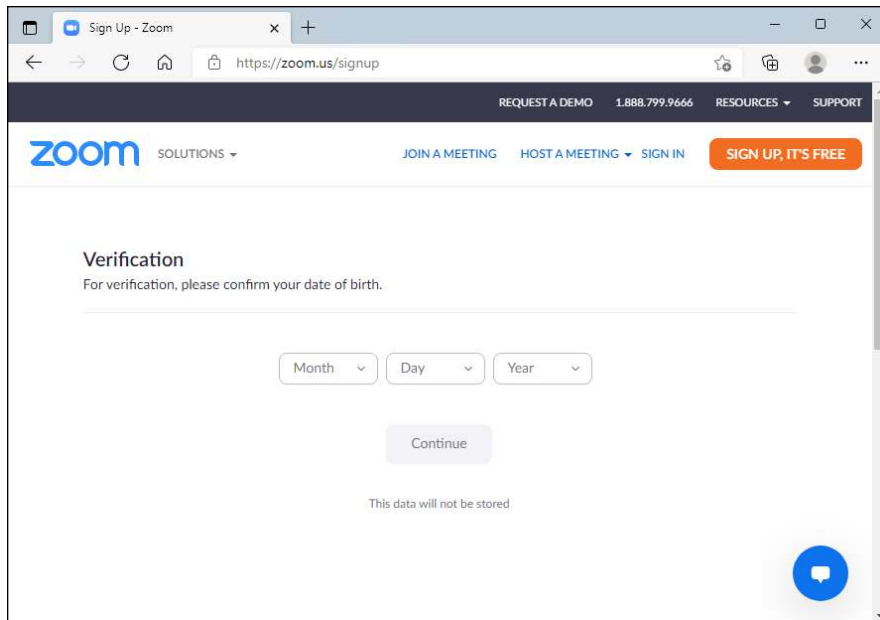 Sign Up - Zoom
https://zoom.us/signup
REQUEST A DEMO 1.888.799.9666 RESOURCES SUPPORT
zoom SOLUTIONS JOIN A MEETING HOST A MEETING SIGN IN SIGN UP, IT'S FREE
Verification
For verification, please confirm your date of birth.
Month Day Year
Continue
This data will not be stored